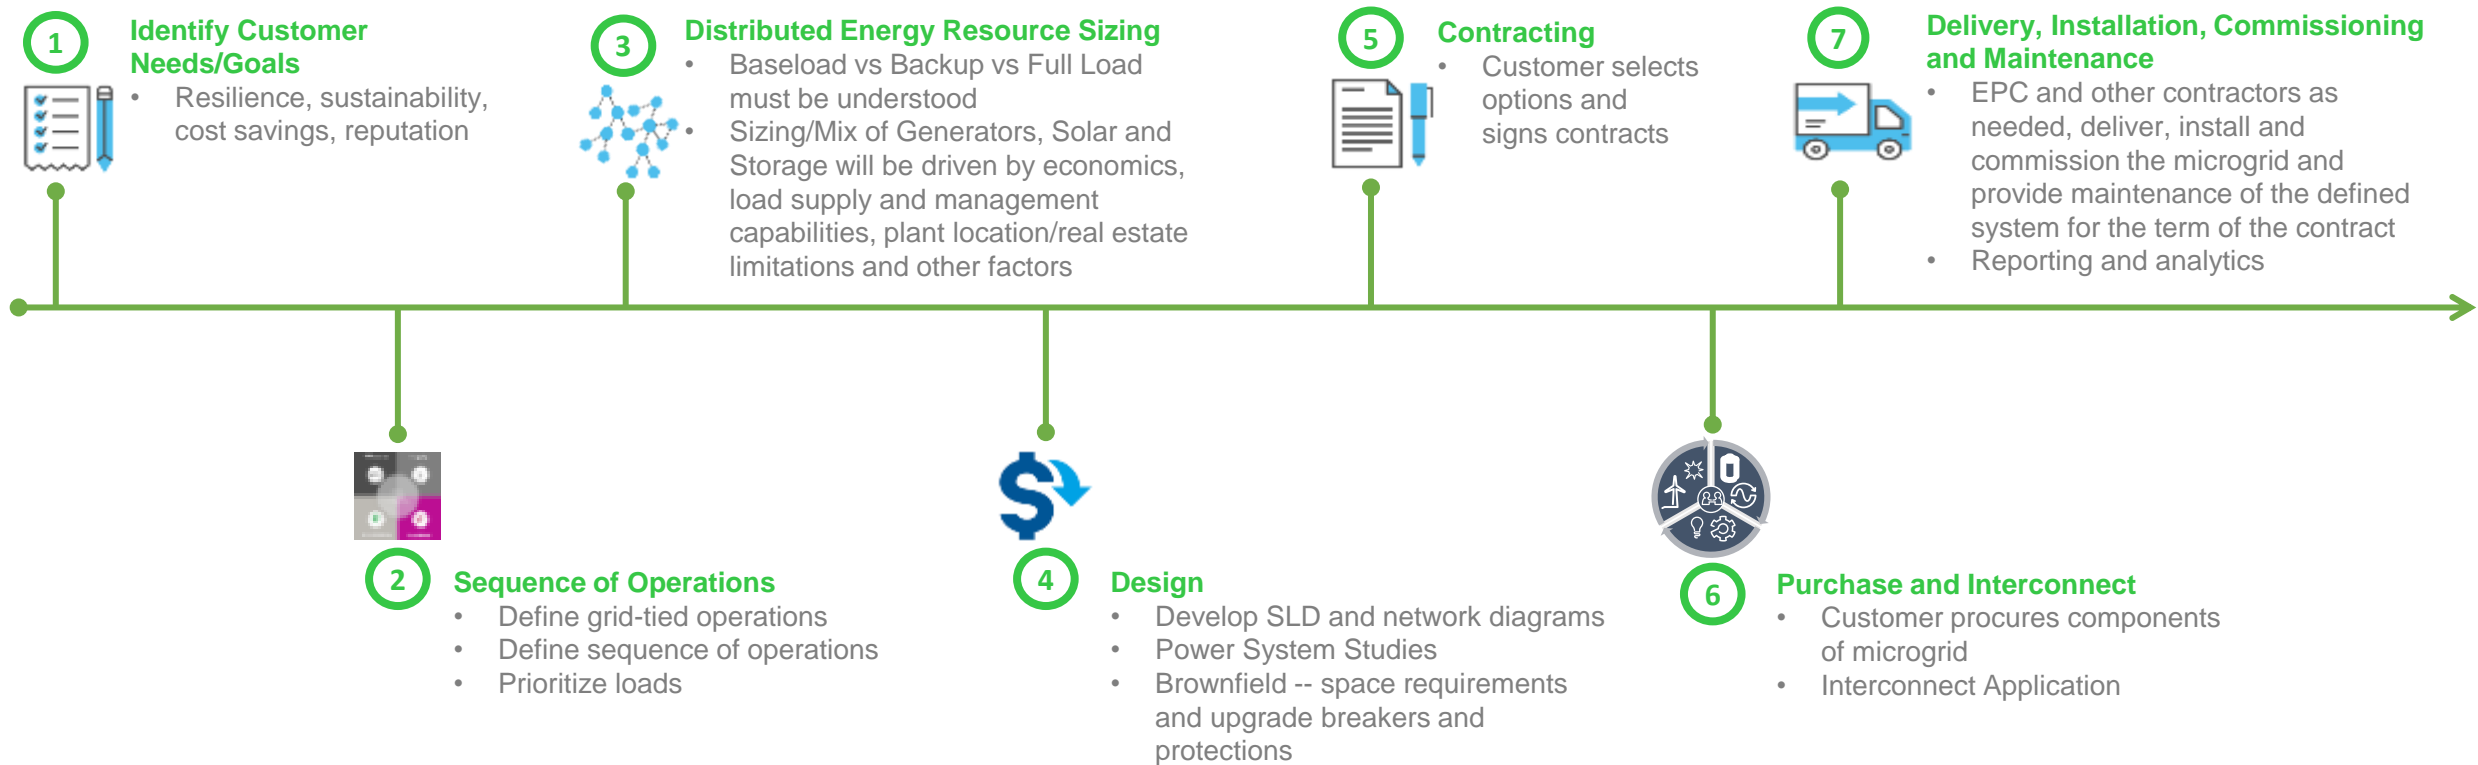 1
Identify Customer
Needs/Goals
• Resilience, sustainability,
cost savings, reputation
2
Sequence of Operations
• Define grid-tied operations
• Define sequence of operations
• Prioritize loads
3
Distributed Energy Resource Sizing
• Baseload vs Backup vs Full Load
must be understood
• Sizing/Mix of Generators, Solar and
Storage will be driven by economics,
load supply and management
capabilities, plant location/real estate
limitations and other factors
4
Design
• Develop SLD and network diagrams
• Power System Studies
• Brownfield -- space requirements
and upgrade breakers and
protections
5
Contracting
• Customer selects
options and
signs contracts
6
Purchase and Interconnect
• Customer procures components
of microgrid
• Interconnect Application
7
Delivery, Installation, Commissioning
and Maintenance
• EPC and other contractors as
needed, deliver, install and
commission the microgrid and
provide maintenance of the defined
system for the term of the contract
• Reporting and analytics